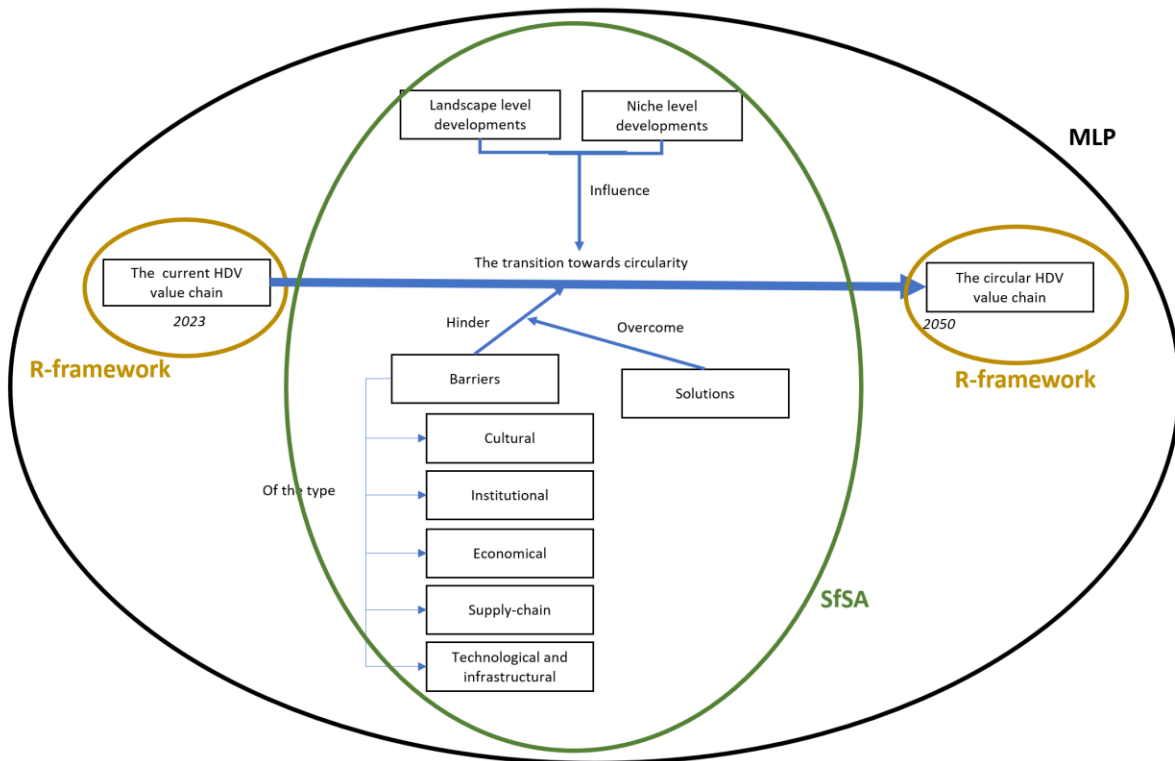 Landscape level
developments
Niche level
developments
MLP
Influence
The transition towards circularity
The current HDV
value chain
2023
The circular HDV
value chain
2050
R-framework
R-framework
Hinder
Overcome
Barriers
Solutions
Cultural
Of the type
Institutional
Economical
Supply-chain
SfSA
Technological and
infrastructural